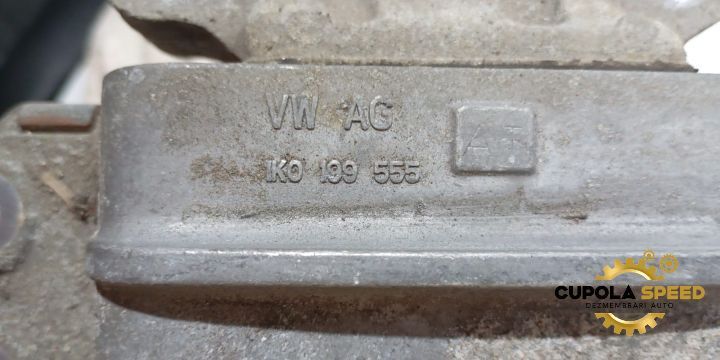 VW AG
1K0 199 555
CUPOLA SPEED
DEZMEMBRARI AUTO